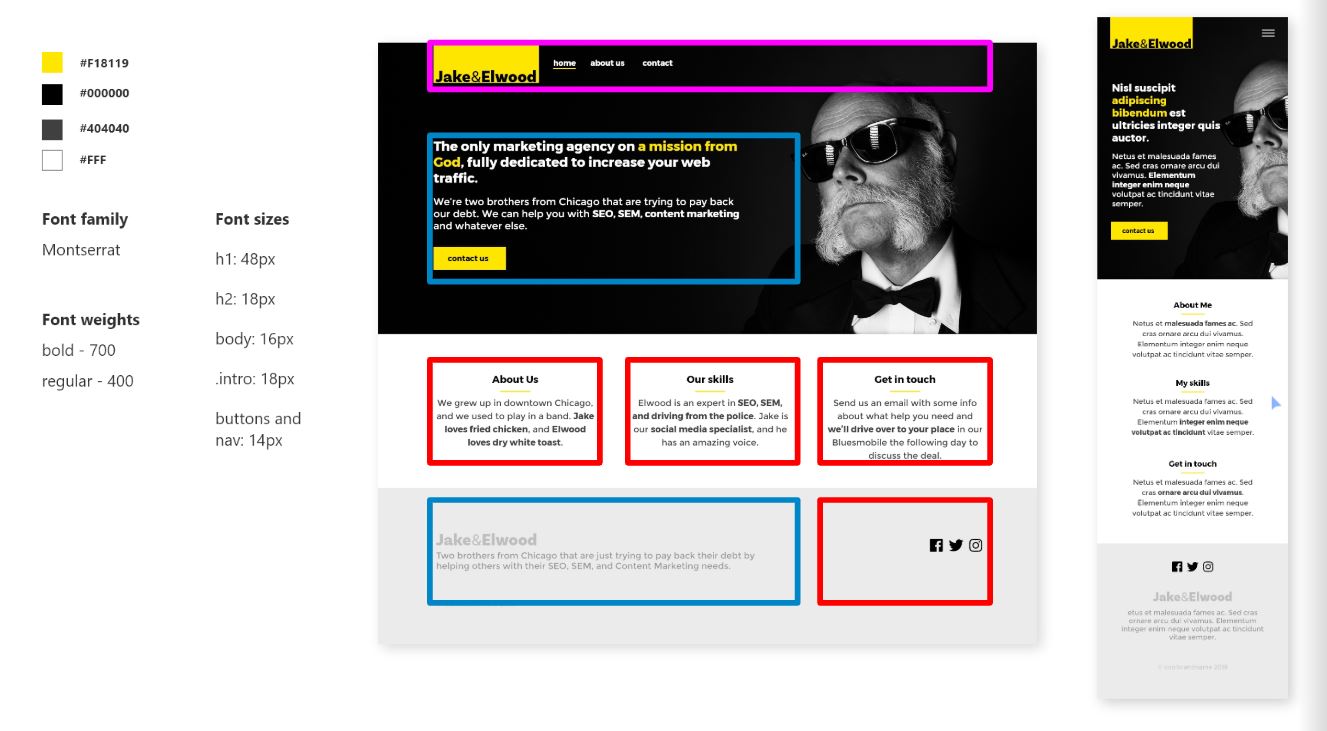 #F18119
#000000
#404040
#FFF
Font family
Montserrat
Font weights
bold - 700
regular - 400
Font sizes
h1: 48px
h2: 18px
body: 16px
.intro: 18px
buttons and
nav: 14px
Jake&Elwood
home about us contact
The only marketing agency on a mission from
God, fully dedicated to increase your web
traffic.
We're two brothers from Chicago that are trying to pay back
our debt. We can help you with SEO, SEM, content marketing
and whatever else.
contact us
About Us
We grew up in downtown Chicago,
and we used to play in a band. Jake
loves fried chicken, and Elwood
loves dry white toast.
Our skills
Elwood is an expert in SEO, SEM,
and driving from the police. Jake is
our social media specialist, and he
has an amazing voice.
Get in touch
Send us an email with some info
about what help you need and
we'll drive over to your place in our
Bluesmobile the following day to
discuss the deal.
Jake&Elwood
Two brothers from Chicago that are just trying to pay back their debt by
helping others with their SEO, SEM, and Content Marketing needs.
Jake&Elwood
Nisl suscipit
adipiscing
bibendum est
ultricies integer quis
auctor.
Netus et malesuada fames
ac. Sed cras ornare arcu dui
vivamus. Elementum
integer enim neque
volutpat ac tincidunt vitae
semper.
contact us
About Me
Netus et malesuada fames ac. Sed
cras ornare arcu dui vivamus.
Elementum integer enim neque
volutpat ac tincidunt vitae semper.
My skills
Netus et malesuada fames ac. Sed
cras ornare arcu dui vivamus.
Elementum integer enim neque
volutpat ac tincidunt vitae semper.
Get in touch
Netus et malesuada fames ac. Sed
cras ornare arcu dui vivamus.
Elementum integer enim neque
volutpat ac tincidunt vitae semper.
Jake&Elwood
etus et malesuada fames ac. Sed cras
ornare arcu dui vivamus. Elementum
integer enim neque volutpat ac tincidunt
vitae semper.